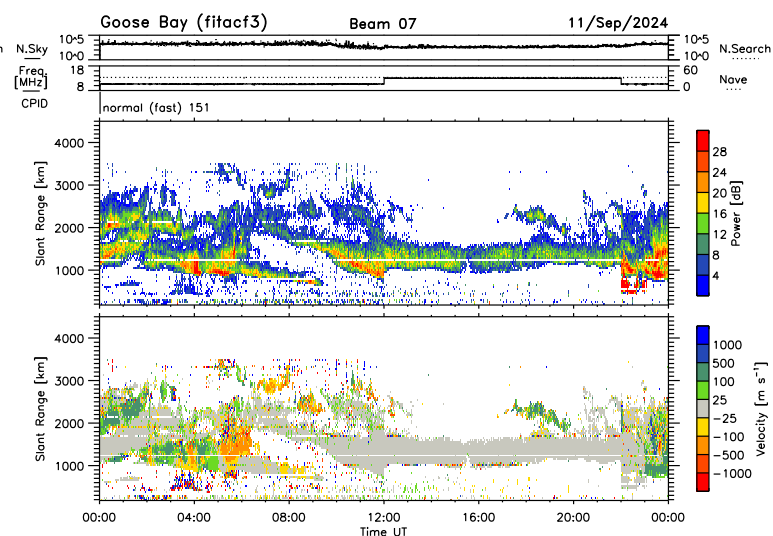 Goose Bay (fitacf3) Beam 07 11/Sep/2024
N.Sky 10^5 10^0 10^5 10^0 N.Search
Freq. [MHz] 18 8 60 0 Nave
CPID normal (fast) 151
Slant Range [km]
4000
3000
2000
1000
28
24
20
16
12
8
4
Power [dB]
Slant Range [km]
4000
3000
2000
1000
1000
500
100
25
-25
-100
-500
-1000
Velocity [m s⁻¹]
00:00 04:00 08:00 12:00 16:00 20:00 00:00
Time UT